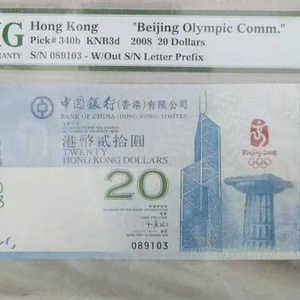 Hong Kong "Beijing Olympic Comm."
Pick# 340b KNB3d 2008 20 Dollars
S/N 089103 - W/Out S/N Letter Prefix
中國銀行(香港)有限公司
BANK OF CHINA (HONG KONG) LIMITED
港幣貳拾圓
TWENTY
HONG KONG DOLLARS
20
Beijing 2008
089103